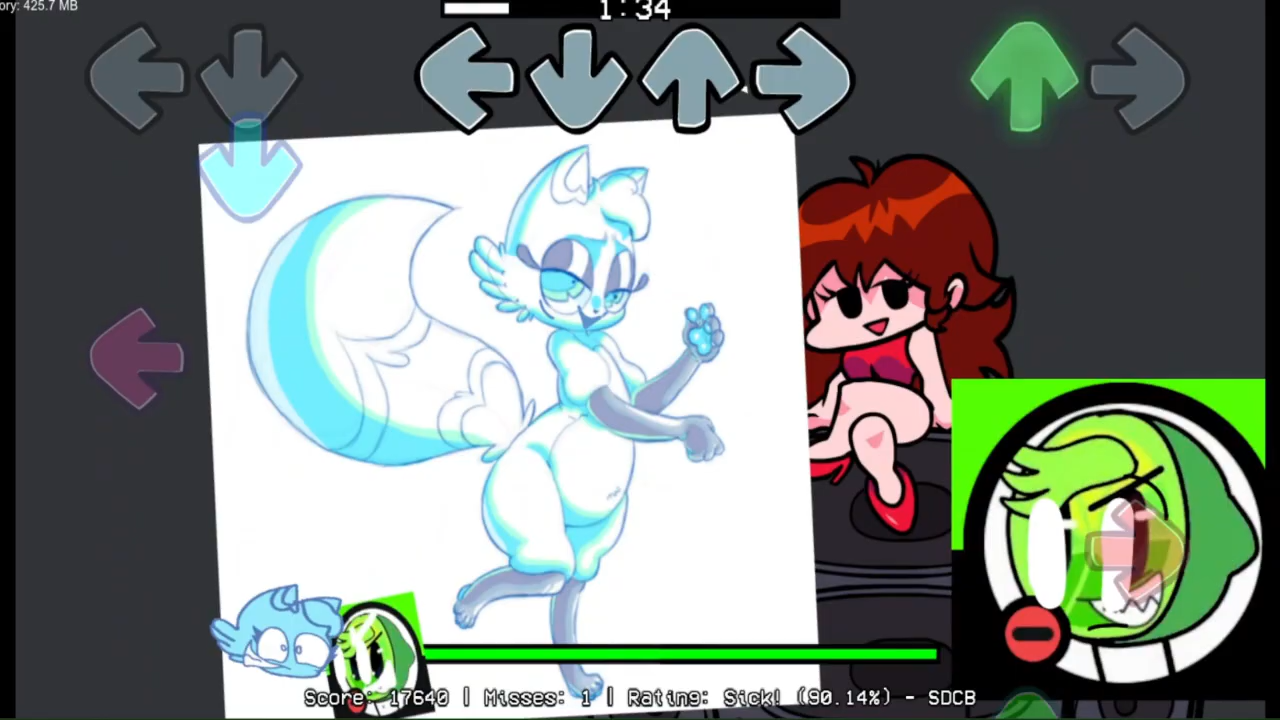 ory: 425.7 MB
1:34
Score: 17640 | Misses: 1 | Rating: Sick! (90.14%) - SDCB